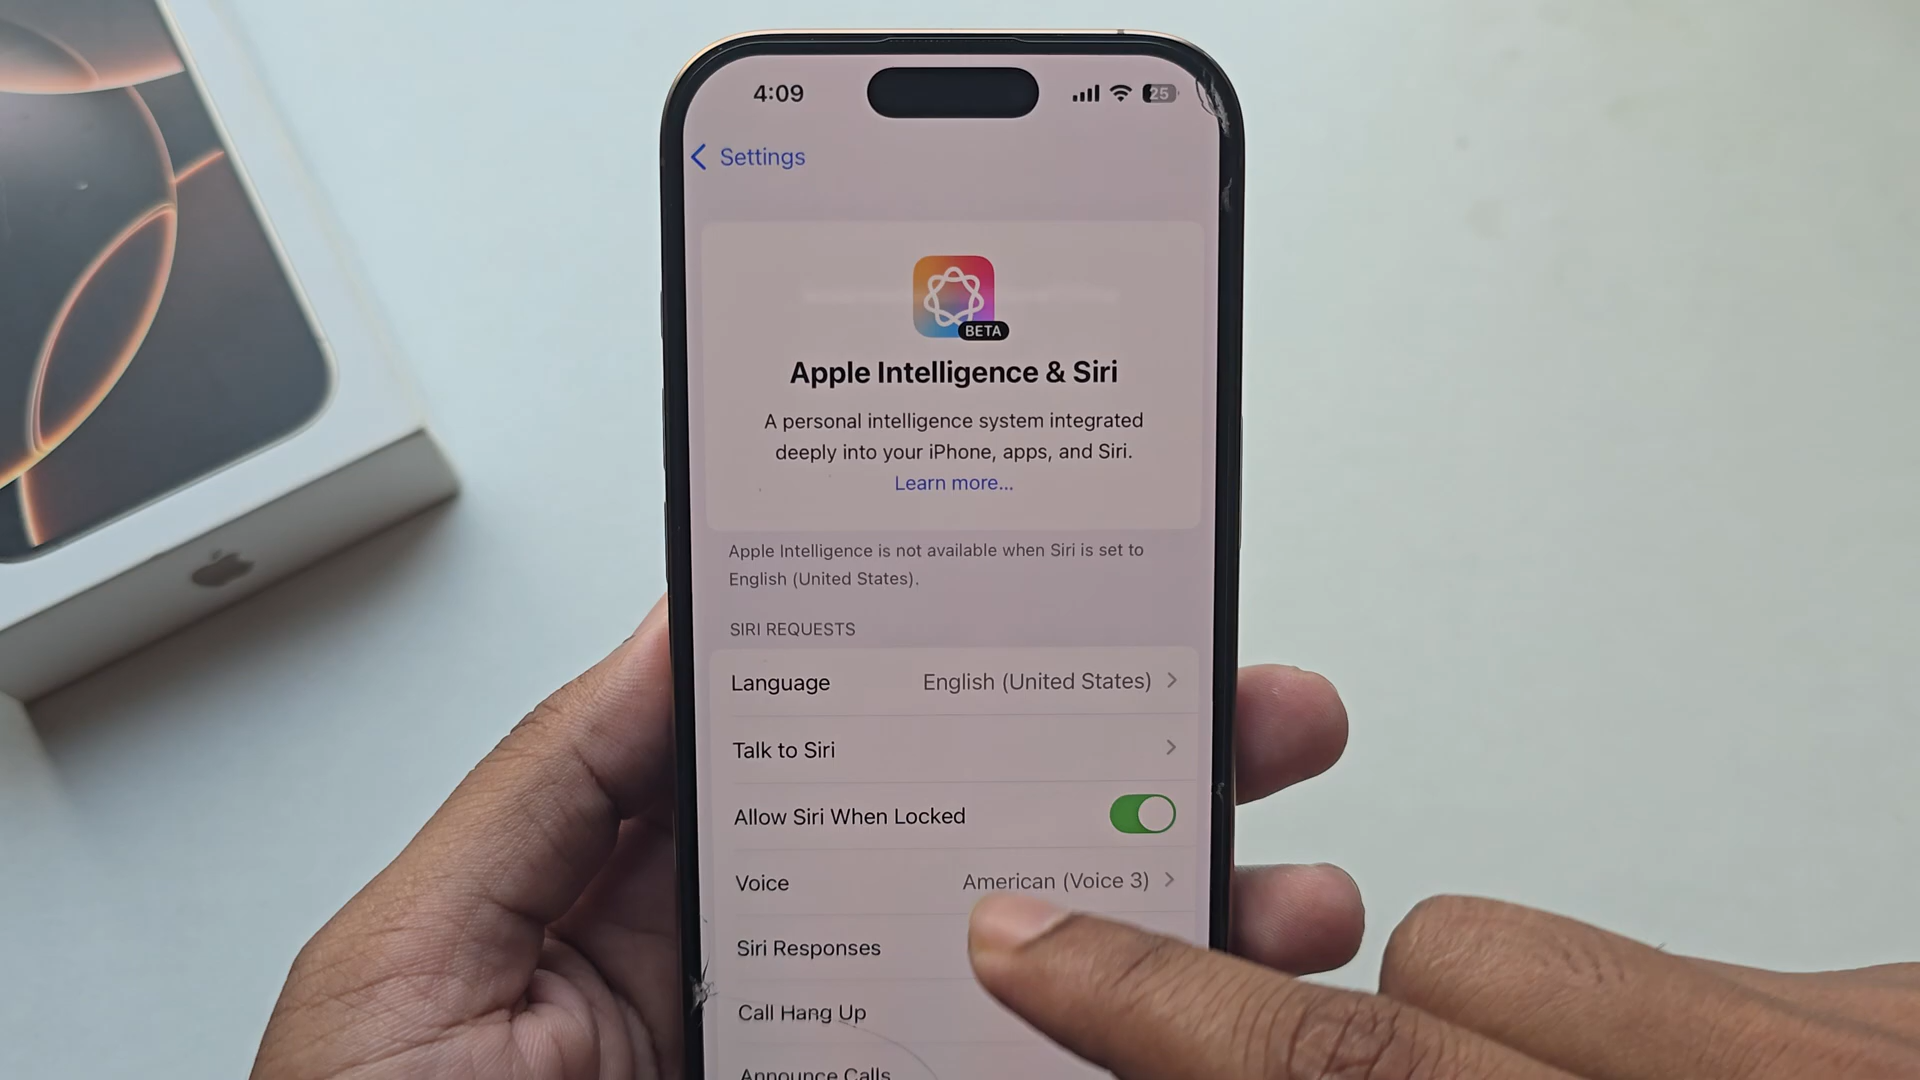 4:09
25
Settings
BETA
Apple Intelligence & Siri
A personal intelligence system integrated
deeply into your iPhone, apps, and Siri.
Learn more...
Apple Intelligence is not available when Siri is set to
English (United States).
SIRI REQUESTS
Language English (United States)
Talk to Siri
Allow Siri When Locked
Voice American (Voice 3)
Siri Responses
Call Hang Up
Announce Calls